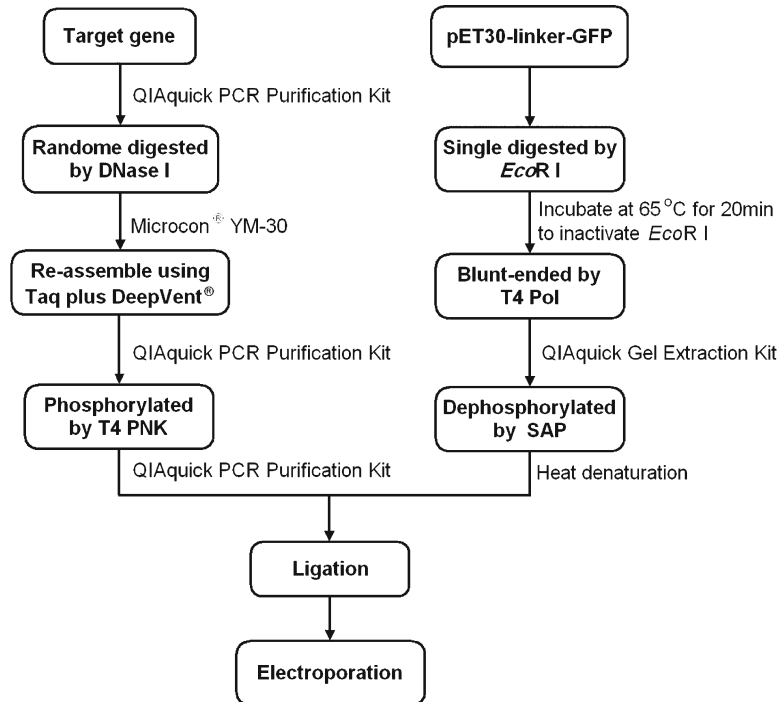 Target gene
QIAquick PCR Purification Kit
Randome digested
by DNase I
Microcon® YM-30
Re-assemble using
Taq plus DeepVent®
QIAquick PCR Purification Kit
Phosphorylated
by T4 PNK
QIAquick PCR Purification Kit
pET30-linker-GFP
Single digested by
EcoR I
Incubate at 65°C for 20min
to inactivate EcoR I
Blunt-ended by
T4 Pol
QIAquick Gel Extraction Kit
Dephosphorylated
by SAP
Heat denaturation
Ligation
Electroporation